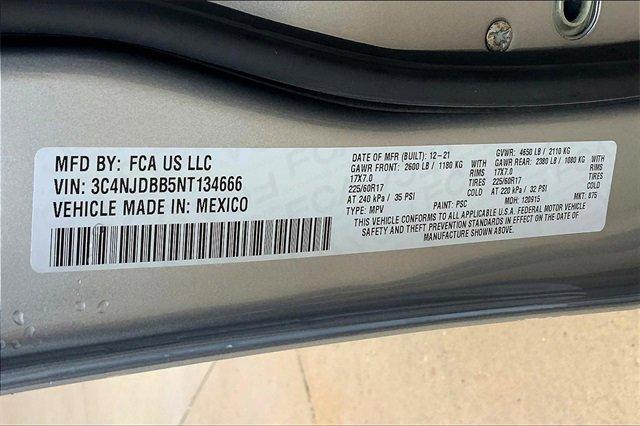 MFD BY: FCA US LLC
VIN: 3C4NJDBB5NT134666
VEHICLE MADE IN: MEXICO
DATE OF MFR (BUILT): 12-21 GVWR: 4650 LB / 2110 KG
GAWR FRONT: 2600 LB / 1180 KG WITH GAWR REAR: 2380 LB / 1080 KG WITH
17X7.0 RIMS 17X7.0 RIMS
225/60R17 TIRES 225/60R17 TIRES
AT 240 kPa / 35 PSI COLD AT 220 kPa / 32 PSI COLD
TYPE: MPV PAINT: PSC MDH: 120915 MKT: 875
THIS VEHICLE CONFORMS TO ALL APPLICABLE U.S.A. FEDERAL MOTOR VEHICLE
SAFETY AND THEFT PREVENTION STANDARDS IN EFFECT ON THE DATE OF
MANUFACTURE SHOWN ABOVE.